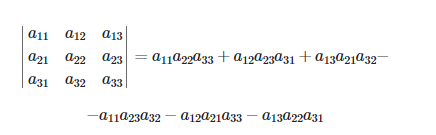 | a₁₁ a₁₂ a₁₃ |
| a₂₁ a₂₂ a₂₃ | = a₁₁a₂₂a₃₃ + a₁₂a₂₃a₃₁ + a₁₃a₂₁a₃₂−
| a₃₁ a₃₂ a₃₃ |
−a₁₁a₂₃a₃₂ − a₁₂a₂₁a₃₃ − a₁₃a₂₂a₃₁